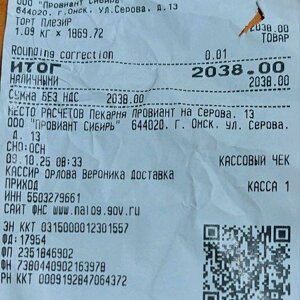 ООО "Провиант Сибирь"
644020, г. Омск, ул. Серова, д. 13
Торт Плезир
1.09 кг x 1869.72
2038.00
ТОВАР
Rounding correction 0.01
ИТОГ 2038.00
НАЛИЧНЫМИ 2038.00
Сумма БЕЗ НДС 2038.00
МЕСТО РАСЧЕТОВ Пекарня ПРОВИАНТ на Серова, 13
ООО "ПРОВИАНТ СИБИРЬ" 644020, Г. ОМСК, УЛ. СЕРОВА,
Д. 13
СНО:ОСН
09.10.25 08:33 КАССОВЫЙ ЧЕК
КАССИР Орлова Вероника Доставка
ПРИХОД КАССА 1
ИНН 5503279661
САЙТ ФНС www.nalog.gov.ru
ЗН ККТ 0315000012301557
ФД: 17954
ФП 2351846902
ФН 7380440902163978
РН ККТ 0009192847064372